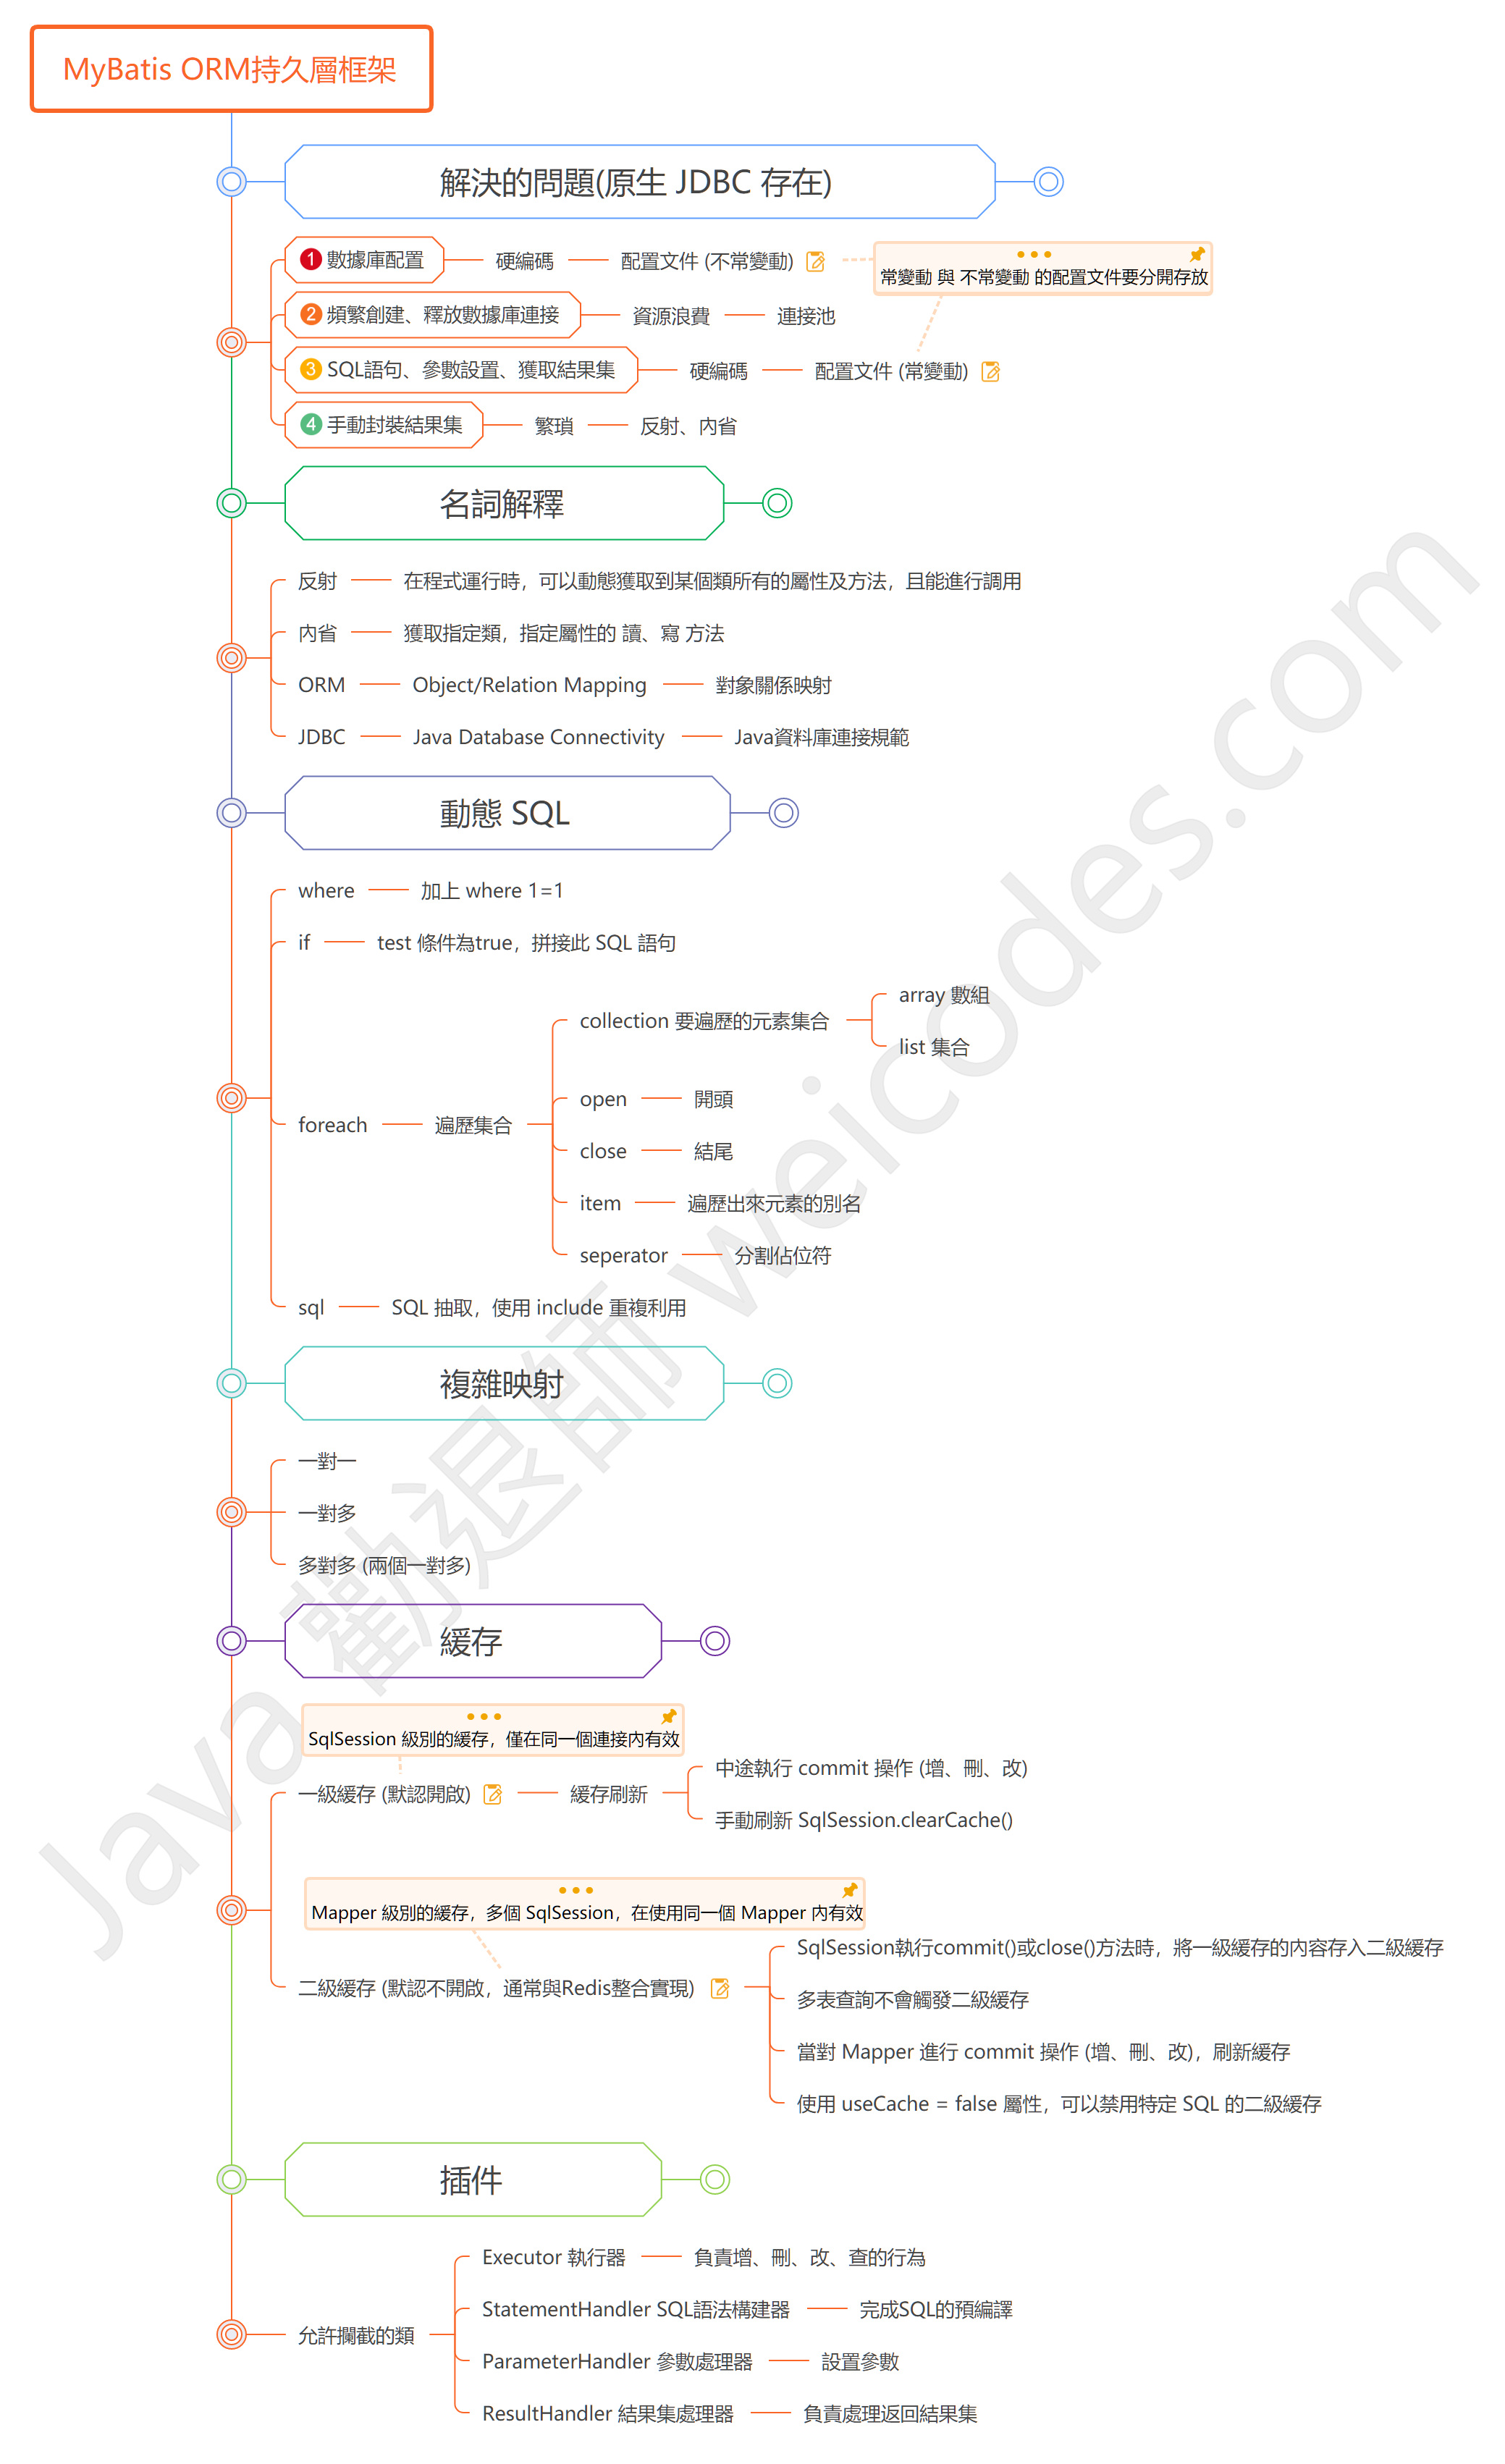 MyBatis ORM持久層框架
解決的問題(原生 JDBC 存在)
1 數據庫配置 硬編碼 配置文件 (不常變動)
常變動 與 不常變動 的配置文件要分開存放
2 頻繁創建、釋放數據庫連接 資源浪費 連接池
3 SQL語句、參數設置、獲取結果集 硬編碼 配置文件 (常變動)
4 手動封裝結果集 繁瑣 反射、內省
名詞解釋
反射 在程式運行時，可以動態獲取到某個類所有的屬性及方法，且能進行調用
內省 獲取指定類，指定屬性的 讀、寫 方法
ORM Object/Relation Mapping 對象關係映射
JDBC Java Database Connectivity Java資料庫連接規範
動態 SQL
where 加上 where 1=1
if test 條件為true，拼接此 SQL 語句
foreach 遍歷集合
collection 要遍歷的元素集合
array 數組
list 集合
open 開頭
close 結尾
item 遍歷出來元素的別名
seperator 分割佔位符
sql SQL 抽取，使用 include 重複利用
複雜映射
一對一
一對多
多對多 (兩個一對多)
緩存
SqlSession 級別的緩存，僅在同一個連接內有效
一級緩存 (默認開啟) 緩存刷新
中途執行 commit 操作 (增、刪、改)
手動刷新 SqlSession.clearCache()
Mapper 級別的緩存，多個 SqlSession，在使用同一個 Mapper 內有效
二級緩存 (默認不開啟，通常與Redis整合實現)
SqlSession執行commit()或close()方法時，將一級緩存的內容存入二級緩存
多表查詢不會觸發二級緩存
當對 Mapper 進行 commit 操作 (增、刪、改)，刷新緩存
使用 useCache = false 屬性，可以禁用特定 SQL 的二級緩存
插件
允許攔截的類
Executor 執行器 負責增、刪、改、查的行為
StatementHandler SQL語法構建器 完成SQL的預編譯
ParameterHandler 參數處理器 設置參數
ResultHandler 結果集處理器 負責處理返回結果集
Java 勸退師 weicodes.com